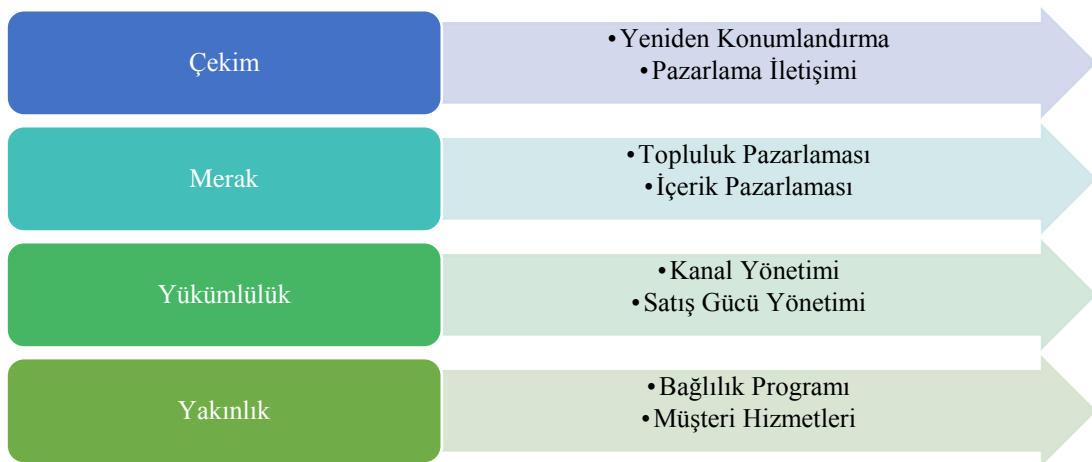 Çekim
•Yeniden Konumlandırma
•Pazarlama İletişimi
Merak
•Topluluk Pazarlaması
•İçerik Pazarlaması
Yükümlülük
•Kanal Yönetimi
•Satış Gücü Yönetimi
Yakınlık
•Bağlılık Programı
•Müşteri Hizmetleri